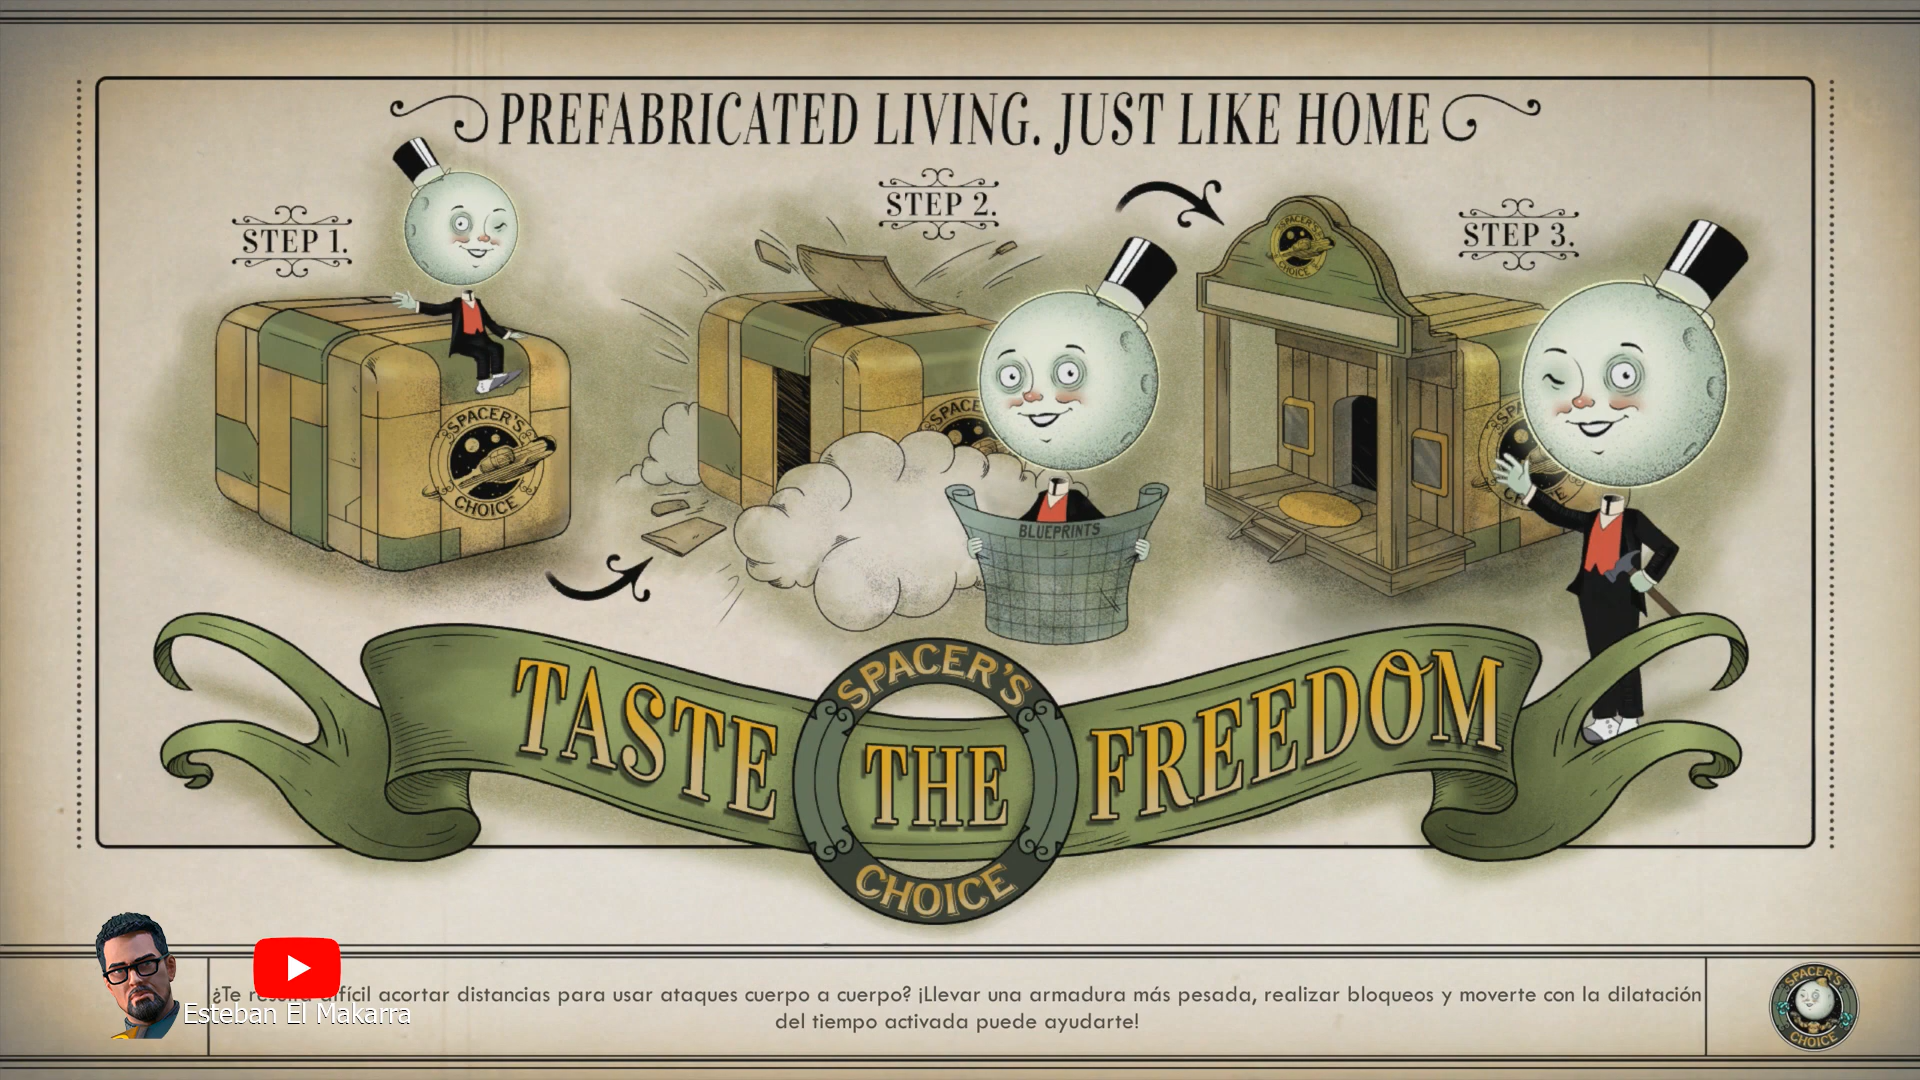 PREFABRICATED LIVING. JUST LIKE HOME
STEP 1.
STEP 2.
STEP 3.
SPACER'S
CHOICE
SPACE
SPACER'S
CHOICE
BLUEPRINTS
TASTE THE FREEDOM
SPACER'S
CHOICE
¿Te fícil acortar distancias para usar ataques cuerpo a cuerpo? ¡Llevar una armadura más pesada, realizar bloqueos y moverte con la dilatación
del tiempo activada puede ayudarte!
Esteban El Makarra
SPACER'S
CHOICE